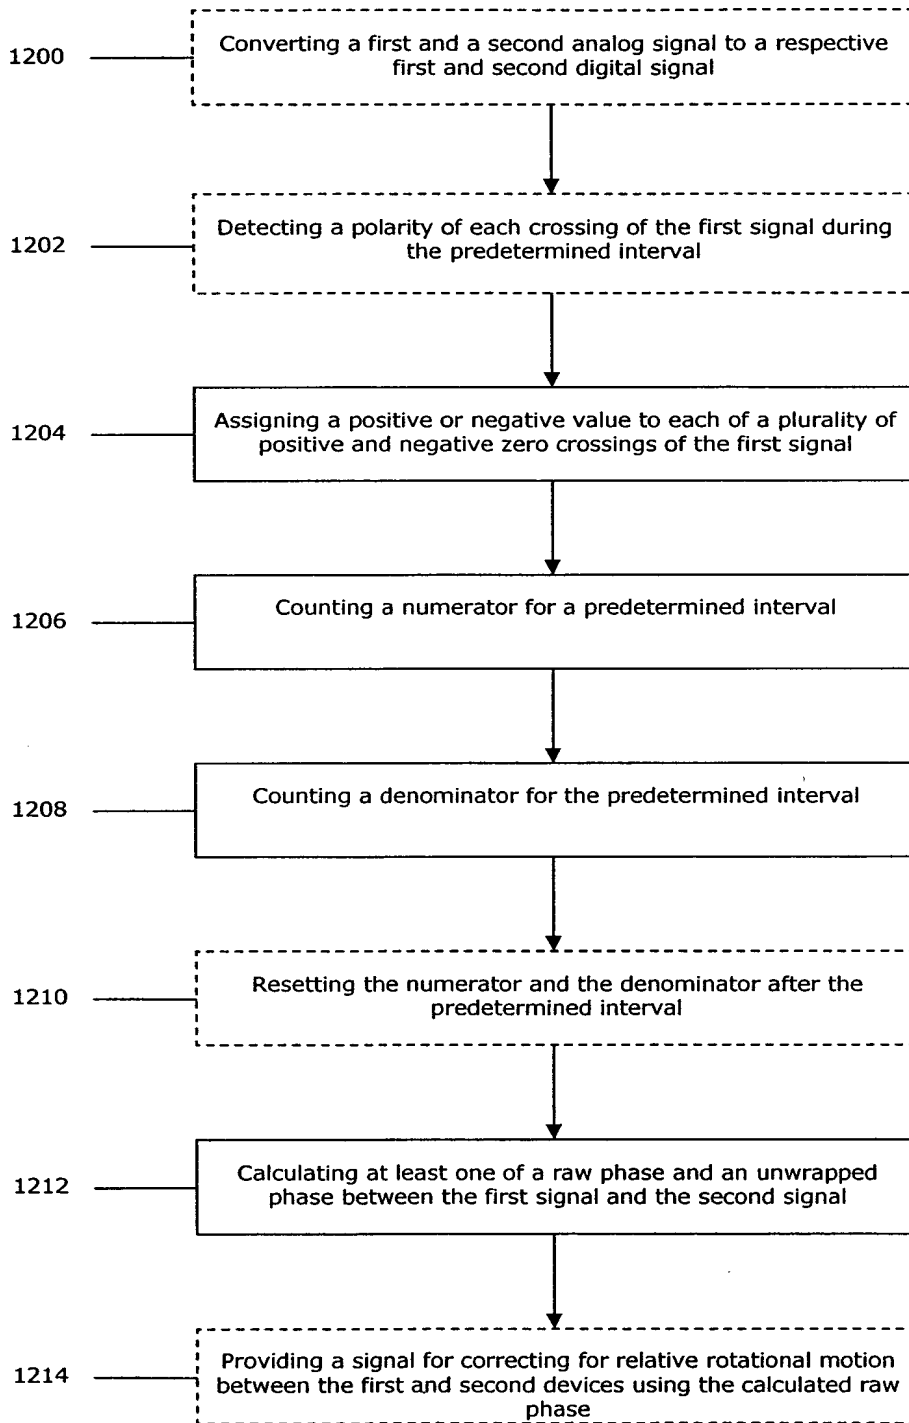 1200
Converting a first and a second analog signal to a respective
first and second digital signal
1202
Detecting a polarity of each crossing of the first signal during
the predetermined interval
1204
Assigning a positive or negative value to each of a plurality of
positive and negative zero crossings of the first signal
1206
Counting a numerator for a predetermined interval
1208
Counting a denominator for the predetermined interval
1210
Resetting the numerator and the denominator after the
predetermined interval
1212
Calculating at least one of a raw phase and an unwrapped
phase between the first signal and the second signal
1214
Providing a signal for correcting for relative rotational motion
between the first and second devices using the calculated raw
phase